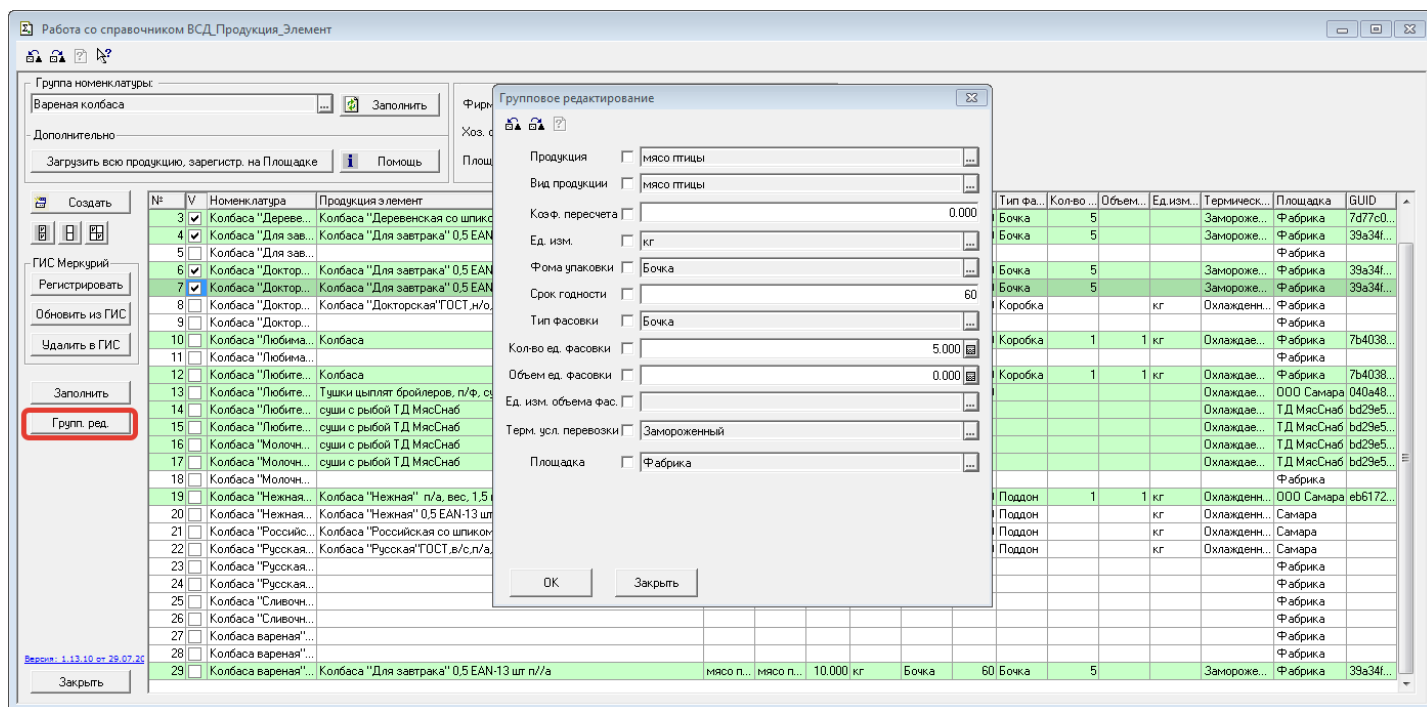 Работа со справочником ВСД_Продукция_Элемент
Группа номенклатуры:
Вареная колбаса ... Заполнить
Дополнительно
Загрузить всю продукцию, зарегистр. на Площадке Помощь
Фирм
Хоз. с
Площ
Создать
ГИС Меркурий
Регистрировать
Обновить из ГИС
Удалить в ГИС
Заполнить
Групп. ред.
Версия: 1.13.10 от 29.07.20
Закрыть
Групповое редактирование
Продукция мясо птицы ...
Вид продукции мясо птицы ...
Коэф. пересчета 0.000
Ед. изм. кг ...
Фома упаковки Бочка ...
Срок годности 60
Тип фасовки Бочка ...
Кол-во ед. фасовки 5.000
Объем ед. фасовки 0.000
Ед. изм. объема фас. ...
Терм. усл. перевозки Замороженный ...
Площадка Фабрика ...
OK Закрыть
№ V Номенклатура Продукция элемент Тип фа... Кол-во ... Объем... Ед.изм... Термическ... Площадка GUID
3 Колбаса "Дереве... Колбаса "Деревенская со шпикс Бочка 5 Замороже... Фабрика 7d77c0...
4 Колбаса "Для зав... Колбаса "Для завтрака" 0,5 EAN Бочка 5 Замороже... Фабрика 39a34f...
5 Колбаса "Для зав... Фабрика
6 Колбаса "Доктор... Колбаса "Для завтрака" 0,5 EAN Бочка 5 Замороже... Фабрика 39a34f...
7 Колбаса "Доктор... Колбаса "Для завтрака" 0,5 EAN Бочка 5 Замороже... Фабрика 39a34f...
8 Колбаса "Доктор... Колбаса "Докторская"ГОСТ,н/о, Коробка кг Охлажденн... Фабрика
9 Колбаса "Доктор... Фабрика
10 Колбаса "Любима... Колбаса Коробка 1 1 кг Охлаждае... Фабрика 7b4038...
11 Колбаса "Любима... Фабрика
12 Колбаса "Любите... Колбаса Коробка 1 1 кг Охлаждае... Фабрика 7b4038...
13 Колбаса "Любите... Тушки цыплят бройлеров, п/ф, су Охлаждае... ООО Самара 040a48...
14 Колбаса "Любите... суши с рыбой ТД МясСнаб Охлаждае... ТД МясСнаб bd29e5...
15 Колбаса "Любите... суши с рыбой ТД МясСнаб Охлаждае... ТД МясСнаб bd29e5...
16 Колбаса "Молочн... суши с рыбой ТД МясСнаб Охлаждае... ТД МясСнаб bd29e5...
17 Колбаса "Молочн... суши с рыбой ТД МясСнаб Охлаждае... ТД МясСнаб bd29e5...
18 Колбаса "Молочн... Фабрика
19 Колбаса "Нежная... Колбаса "Нежная" п/а, вес, 1,5 Поддон 1 1 кг Охлажденн... ООО Самара eb6172...
20 Колбаса "Нежная... Колбаса "Нежная" 0,5 EAN-13 шт Поддон кг Охлажденн... Самара
21 Колбаса "Российс... Колбаса "Российская со шпиком Поддон кг Охлажденн... Самара
22 Колбаса "Русская... Колбаса "Русская"ГОСТ,в/с,п/а, Поддон кг Охлажденн... Самара
23 Колбаса "Русская... Фабрика
24 Колбаса "Русская... Фабрика
25 Колбаса "Сливочн... Фабрика
26 Колбаса "Сливочн... Фабрика
27 Колбаса вареная"... Фабрика
28 Колбаса вареная"... Фабрика
29 Колбаса вареная"... Колбаса "Для завтрака" 0,5 EAN-13 шт п//а мясо п... мясо п... 10.000 кг Бочка 60 Бочка 5 Замороже... Фабрика 39a34f...